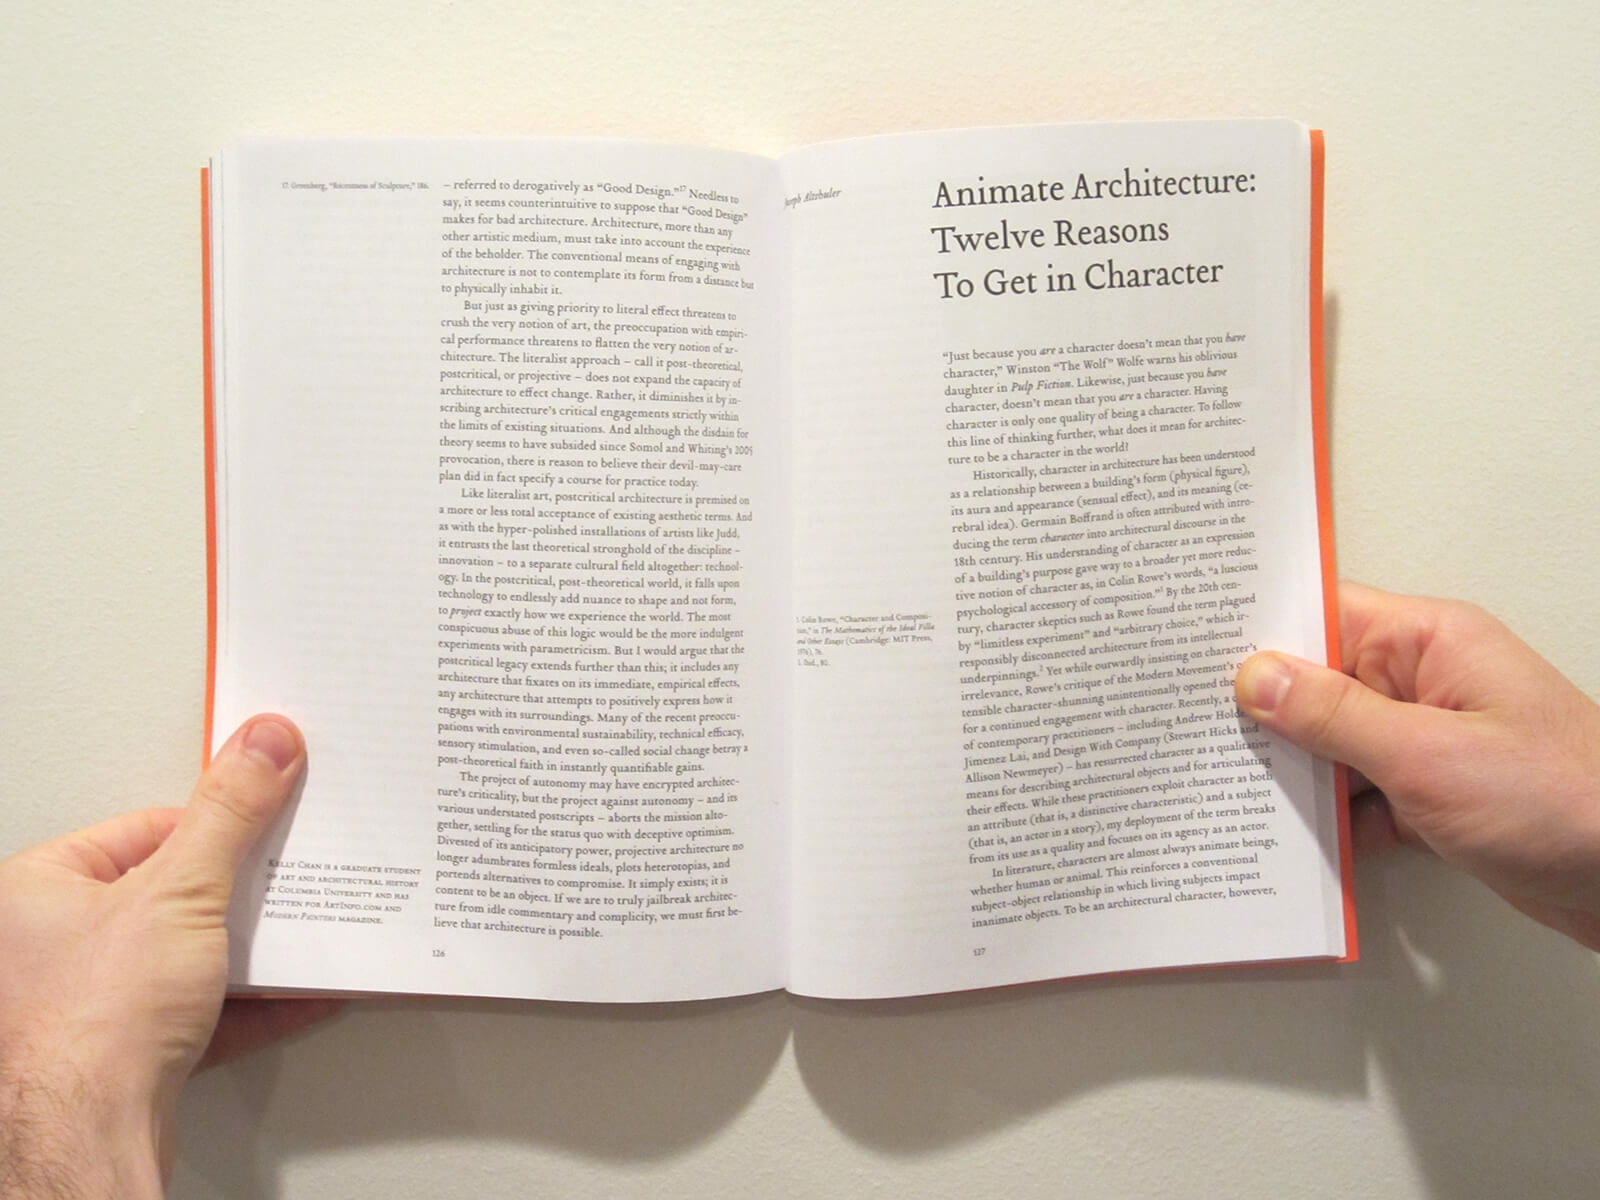 17. Greenberg, “Recentness of Sculpture,” 186.
– referred to derogatively as “Good Design.”17 Needless to
say, it seems counterintuitive to suppose that “Good Design”
makes for bad architecture. Architecture, more than any
other artistic medium, must take into account the experience
of the beholder. The conventional means of engaging with
architecture is not to contemplate its form from a distance but
to physically inhabit it.
But just as giving priority to literal effect threatens to
crush the very notion of art, the preoccupation with empiri-
cal performance threatens to flatten the very notion of ar-
chitecture. The literalist approach – call it post-theoretical,
postcritical, or projective – does not expand the capacity of
architecture to effect change. Rather, it diminishes it by in-
scribing architecture’s critical engagements strictly within
the limits of existing situations. And although the disdain for
theory seems to have subsided since Somol and Whiting’s 2005
provocation, there is reason to believe their devil-may-care
plan did in fact specify a course for practice today.
Like literalist art, postcritical architecture is premised on
a more or less total acceptance of existing aesthetic terms. And
as with the hyper-polished installations of artists like Judd,
it entrusts the last theoretical stronghold of the discipline –
innovation – to a separate cultural field altogether: technol-
ogy. In the postcritical, post-theoretical world, it falls upon
technology to endlessly add nuance to shape and not form,
to project exactly how we experience the world. The most
conspicuous abuse of this logic would be the more indulgent
experiments with parametricism. But I would argue that the
postcritical legacy extends further than this; it includes any
architecture that fixates on its immediate, empirical effects,
any architecture that attempts to positively express how it
engages with its surroundings. Many of the recent preoccu-
pations with environmental sustainability, technical efficacy,
sensory stimulation, and even so-called social change betray a
post-theoretical faith in instantly quantifiable gains.
The project of autonomy may have encrypted architec-
ture’s criticality, but the project against autonomy – and its
various understated postscripts – aborts the mission alto-
gether, settling for the status quo with deceptive optimism.
Divested of its anticipatory power, projective architecture no
longer adumbrates formless ideals, plots heterotopias, and
portends alternatives to compromise. It simply exists; it is
content to be an object. If we are to truly jailbreak architec-
ture from idle commentary and complicity, we must first be-
lieve that architecture is possible.
Kelly Chan is a graduate student
of art and architectural history
at Columbia University and has
written for ArtInfo.com and
Modern Painters magazine.
126
Joseph Altshuler
Animate Architecture:
Twelve Reasons
To Get in Character
“Just because you are a character doesn’t mean that you have
character,” Winston “The Wolf” Wolfe warns his oblivious
daughter in Pulp Fiction. Likewise, just because you have
character, doesn’t mean that you are a character. Having
character is only one quality of being a character. To follow
this line of thinking further, what does it mean for architec-
ture to be a character in the world?
Historically, character in architecture has been understood
as a relationship between a building’s form (physical figure),
its aura and appearance (sensual effect), and its meaning (ce-
rebral idea). Germain Boffrand is often attributed with intro-
ducing the term character into architectural discourse in the
18th century. His understanding of character as an expression
of a building’s purpose gave way to a broader yet more reduc-
tive notion of character as, in Colin Rowe’s words, “a luscious
psychological accessory of composition.”1 By the 20th cen-
tury, character skeptics such as Rowe found the term plagued
by “limitless experiment” and “arbitrary choice,” which ir-
responsibly disconnected architecture from its intellectual
underpinnings.2 Yet while outwardly insisting on character’s
irrelevance, Rowe’s critique of the Modern Movement’s
tensible character-shunning unintentionally opened the
for a continued engagement with character. Recently, a
of contemporary practitioners – including Andrew
Jimenez Lai, and Design With Company (Stewart Hicks and
Allison Newmeyer) – has resurrected character as a qualitative
means for describing architectural objects and for articulating
their effects. While these practitioners exploit character as both
an attribute (that is, a distinctive characteristic) and a subject
(that is, an actor in a story), my deployment of the term breaks
from its use as a quality and focuses on its agency as an actor.
In literature, characters are almost always animate beings,
whether human or animal. This reinforces a conventional
subject-object relationship in which living subjects impact
inanimate objects. To be an architectural character, however,
1. Colin Rowe, “Character and Composi-
tion,” in The Mathematics of the Ideal Villa
and Other Essays (Cambridge: MIT Press,
1976), 76.
2. Ibid., 80.
127